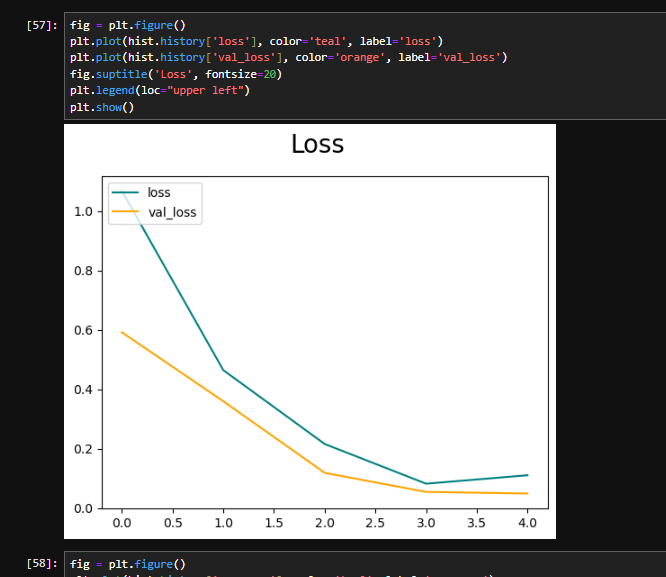 [57]: fig = plt.figure()
plt.plot(hist.history['loss'], color='teal', label='loss')
plt.plot(hist.history['val_loss'], color='orange', label='val_loss')
fig.suptitle('Loss', fontsize=20)
plt.legend(loc="upper left")
plt.show()
Loss
loss
val_loss
1.0
0.8
0.6
0.4
0.2
0.0
0.0 0.5 1.0 1.5 2.0 2.5 3.0 3.5 4.0
[58]: fig = plt.figure()